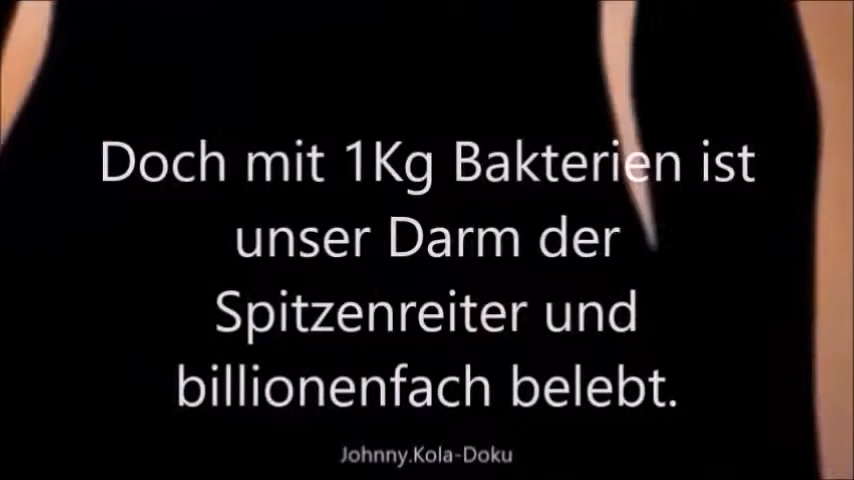 Doch mit 1Kg Bakterien ist
unser Darm der
Spitzenreiter und
billionenfach belebt.
Johnny.Kola-Doku